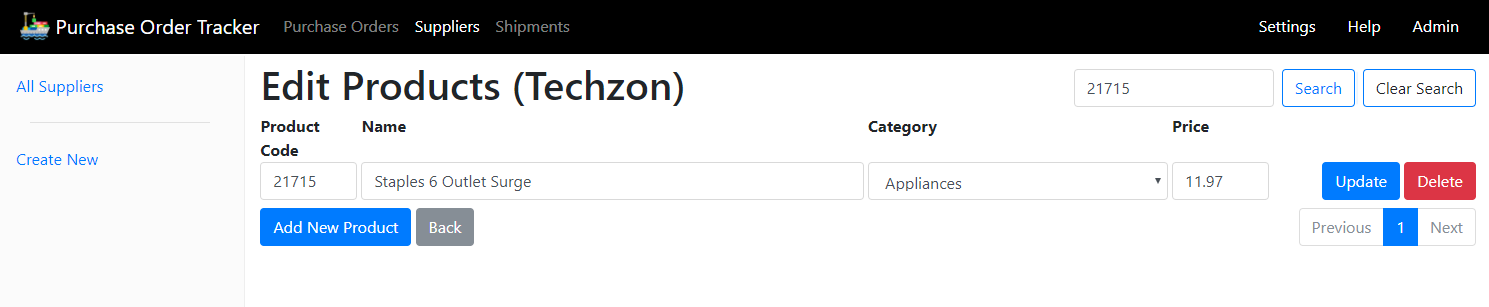 Purchase Order Tracker Purchase Orders Suppliers Shipments Settings Help Admin
All Suppliers
Create New
Edit Products (Techzon) 21715 Search Clear Search
Product Code Name Category Price
21715 Staples 6 Outlet Surge Appliances 11.97 Update Delete
Add New Product Back Previous 1 Next